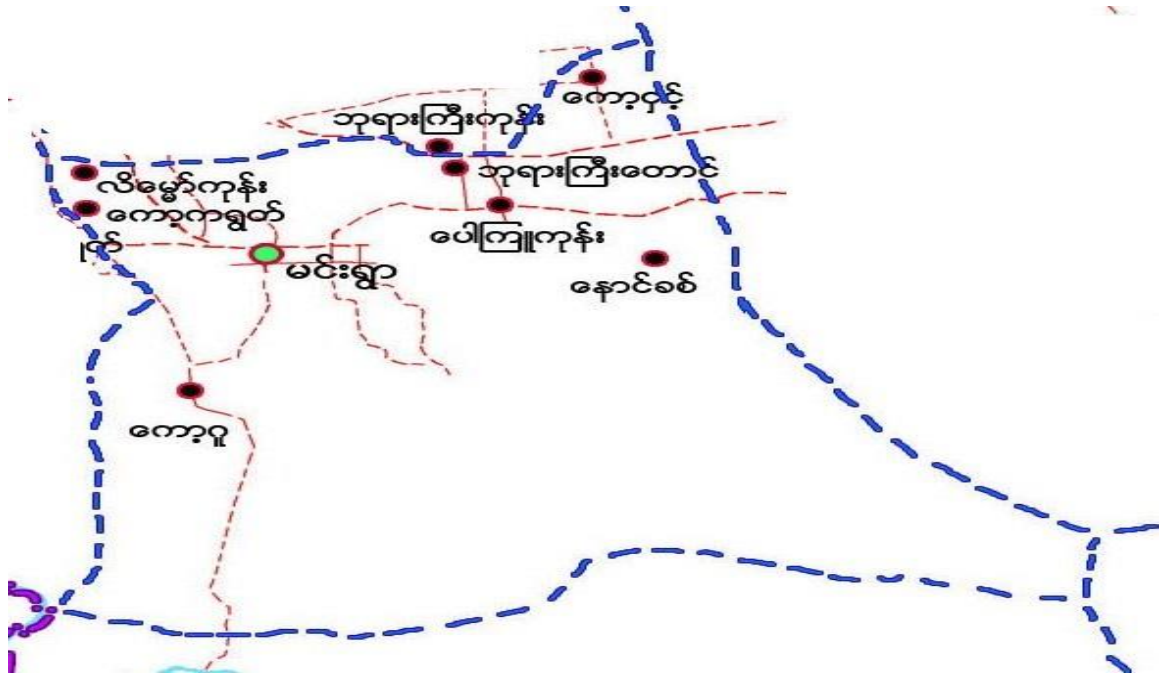 ကော့ငှင့်
ဘုရားကြီးကုန်း
ဘုရားကြီးတောင်
လိမ္မော်ကုန်း
ကော့ကရွတ်
ပေါကြူကုန်း
မင်းရွာ
နောင်ခစ်
ကော့ဂူ